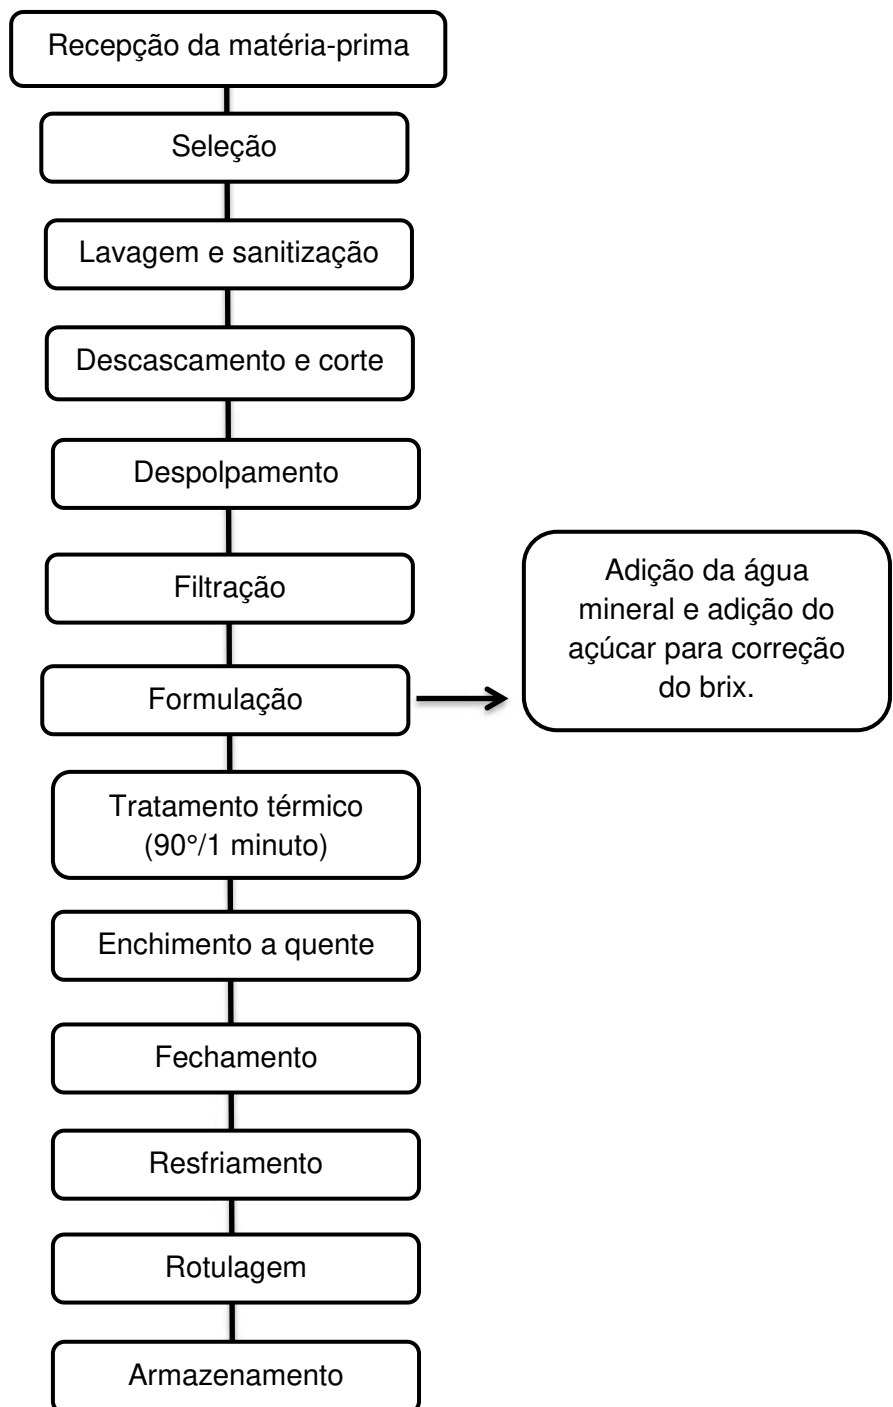 Recepção da matéria-prima
Seleção
Lavagem e sanitização
Descascamento e corte
Despolpamento
Filtração
Formulação
Adição da água
mineral e adição do
açúcar para correção
do brix.
Tratamento térmico
(90°/1 minuto)
Enchimento a quente
Fechamento
Resfriamento
Rotulagem
Armazenamento